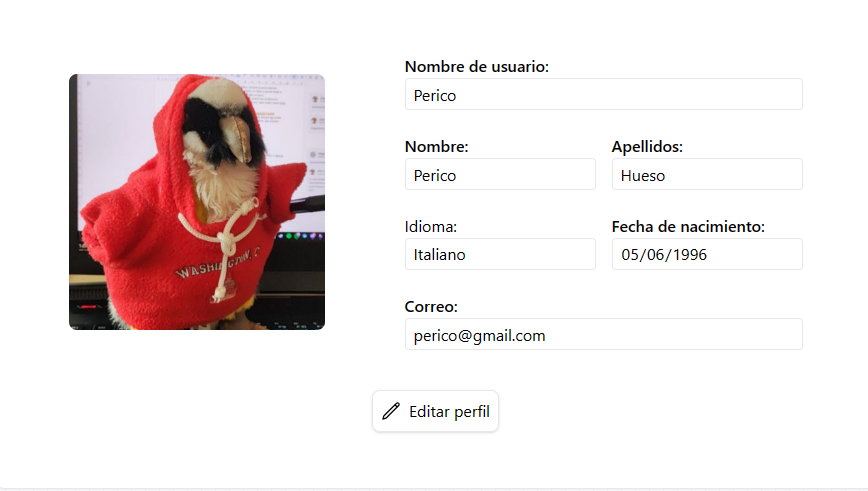 Nombre de usuario:
Perico
Nombre:
Apellidos:
Perico
Hueso
Idioma:
Fecha de nacimiento:
Italiano
05/06/1996
Correo:
perico@gmail.com
WASHINGTON, D.C.
Editar perfil